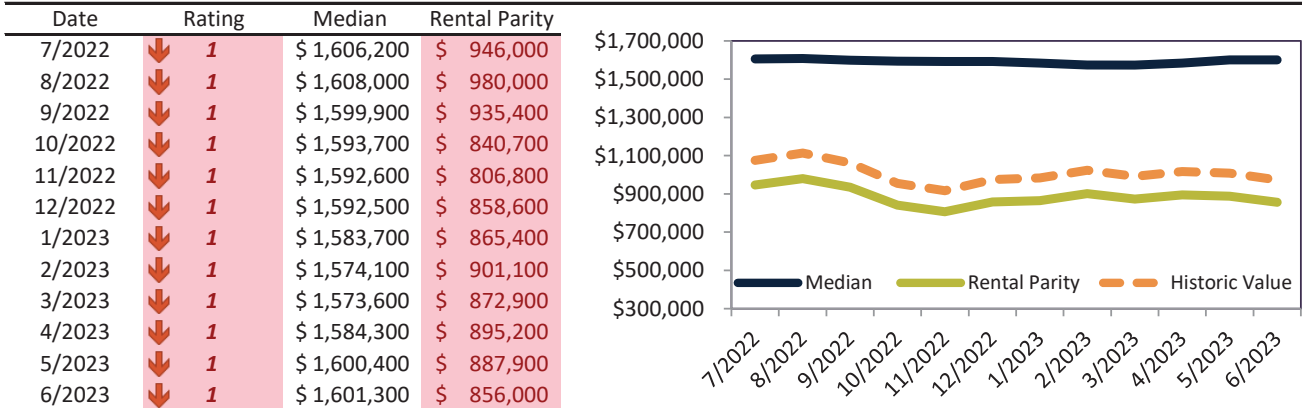 Date Rating Median Rental Parity
7/2022 1 $ 1,606,200 $ 946,000
8/2022 1 $ 1,608,000 $ 980,000
9/2022 1 $ 1,599,900 $ 935,400
10/2022 1 $ 1,593,700 $ 840,700
11/2022 1 $ 1,592,600 $ 806,800
12/2022 1 $ 1,592,500 $ 858,600
1/2023 1 $ 1,583,700 $ 865,400
2/2023 1 $ 1,574,100 $ 901,100
3/2023 1 $ 1,573,600 $ 872,900
4/2023 1 $ 1,584,300 $ 895,200
5/2023 1 $ 1,600,400 $ 887,900
6/2023 1 $ 1,601,300 $ 856,000
$1,700,000
$1,500,000
$1,300,000
$1,100,000
$900,000
$700,000
$500,000
$300,000
Median Rental Parity Historic Value
7/2022 8/2022 9/2022 10/2022 11/2022 12/2022 1/2023 2/2023 3/2023 4/2023 5/2023 6/2023